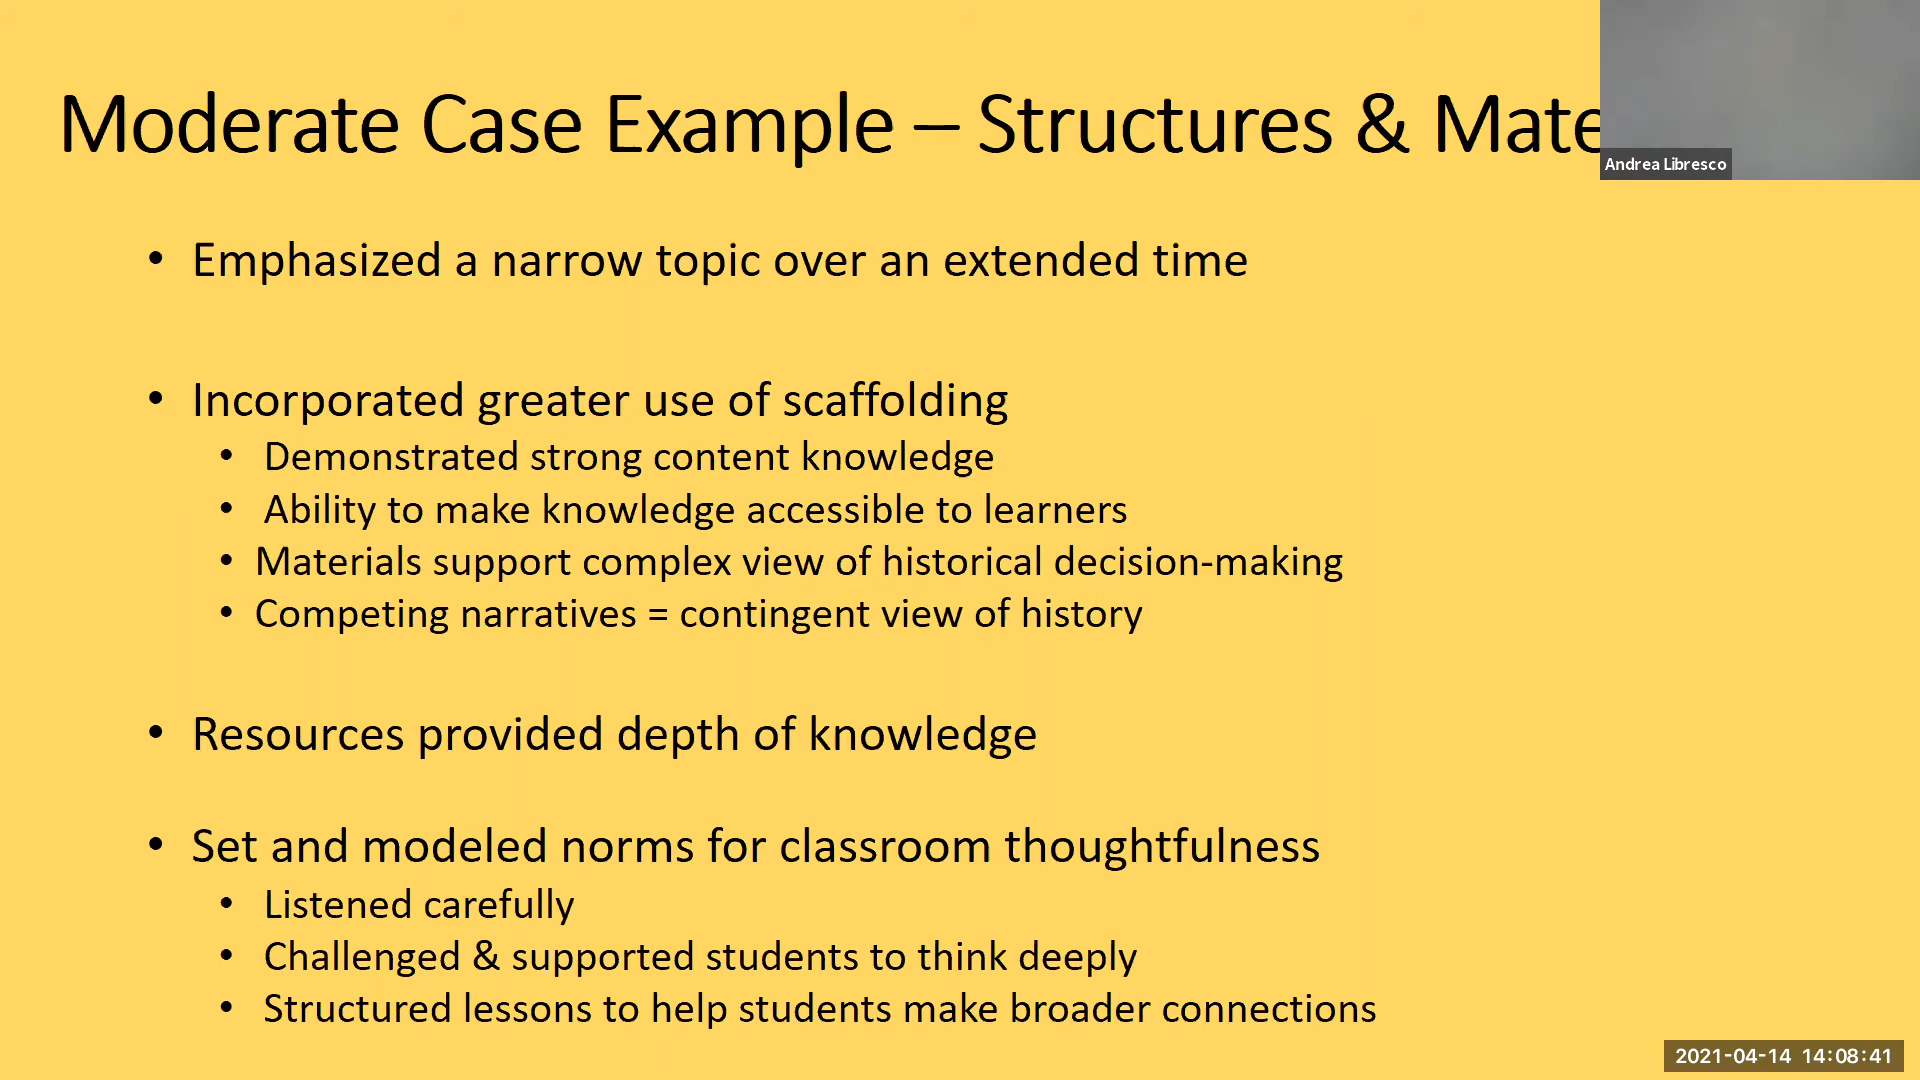 Moderate Case Example – Structures & Mate
Andrea Libresco
• Emphasized a narrow topic over an extended time
• Incorporated greater use of scaffolding
• Demonstrated strong content knowledge
• Ability to make knowledge accessible to learners
• Materials support complex view of historical decision-making
• Competing narratives = contingent view of history
• Resources provided depth of knowledge
• Set and modeled norms for classroom thoughtfulness
• Listened carefully
• Challenged & supported students to think deeply
• Structured lessons to help students make broader connections
2021-04-14 14:08:41